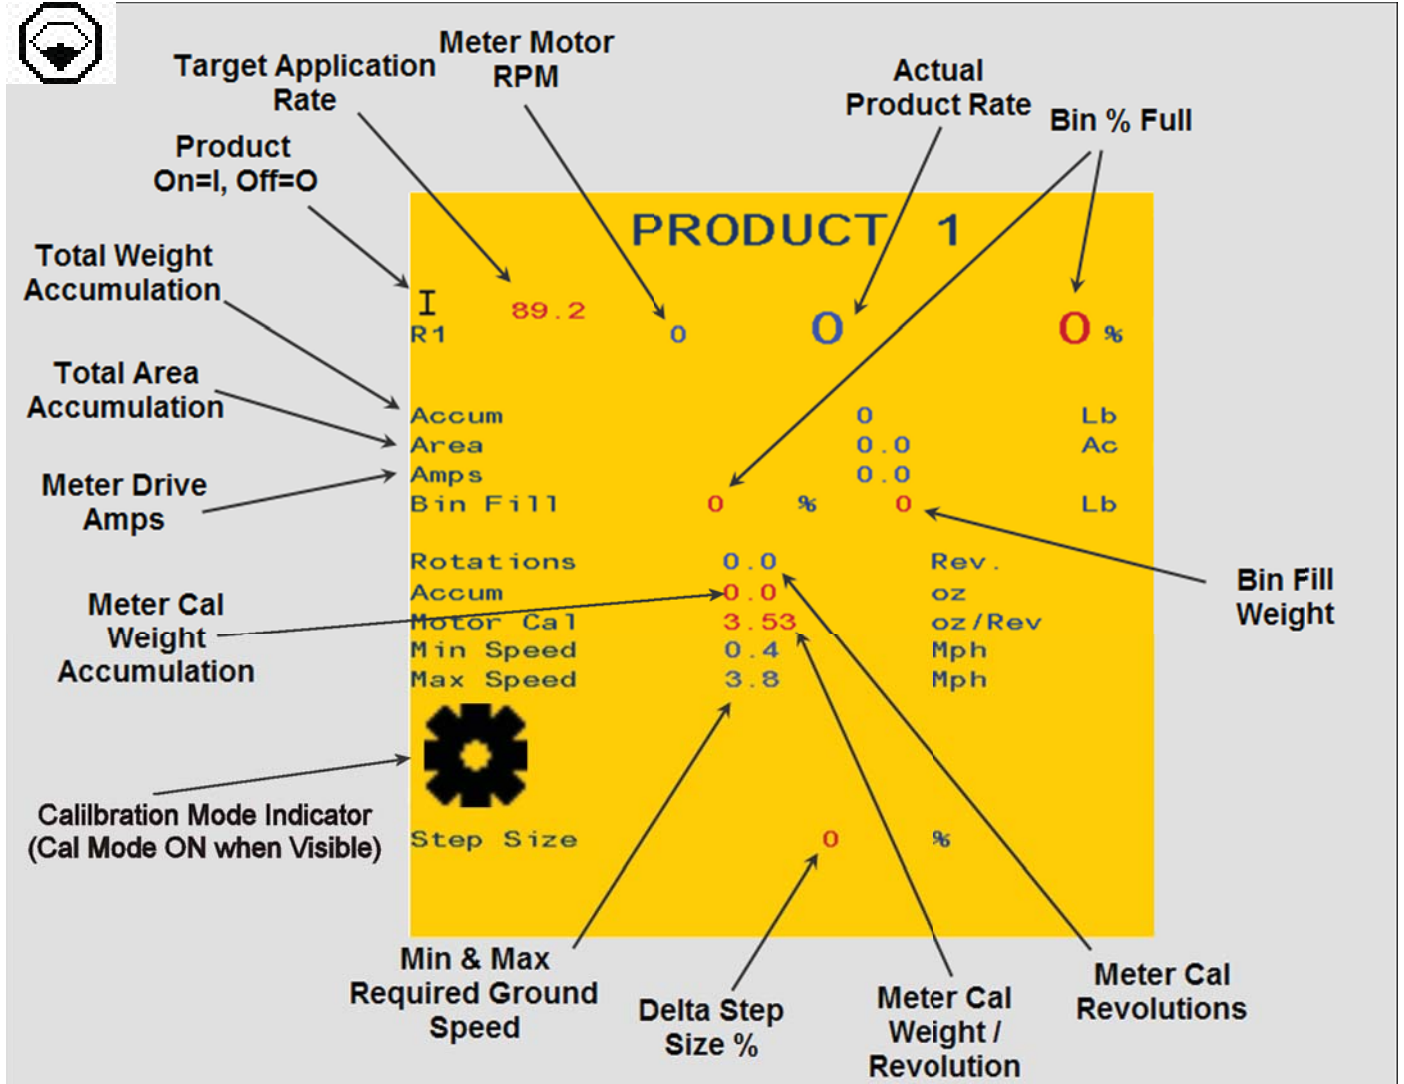 Meter Motor
RPM
Target Application
Rate
Actual
Product Rate
Bin % Full
Product
On=I, Off=O
Total Weight
Accumulation
Total Area
Accumulation
Meter Drive
Amps
Meter Cal
Weight
Accumulation
Calilbration Mode Indicator
(Cal Mode ON when Visible)
PRODUCT 1
I 89.2
R1 0 0 0 %
Accum 0 Lb
Area 0.0 Ac
Amps 0.0
Bin Fill 0 % 0 Lb
Rotations 0.0 Rev.
Accum 0.0 oz
Motor Cal 3.53 oz/Rev
Min Speed 0.4 Mph
Max Speed 3.8 Mph
Step Size 0 %
Bin Fill
Weight
Min & Max
Required Ground
Speed
Delta Step
Size %
Meter Cal
Weight /
Revolution
Meter Cal
Revolutions